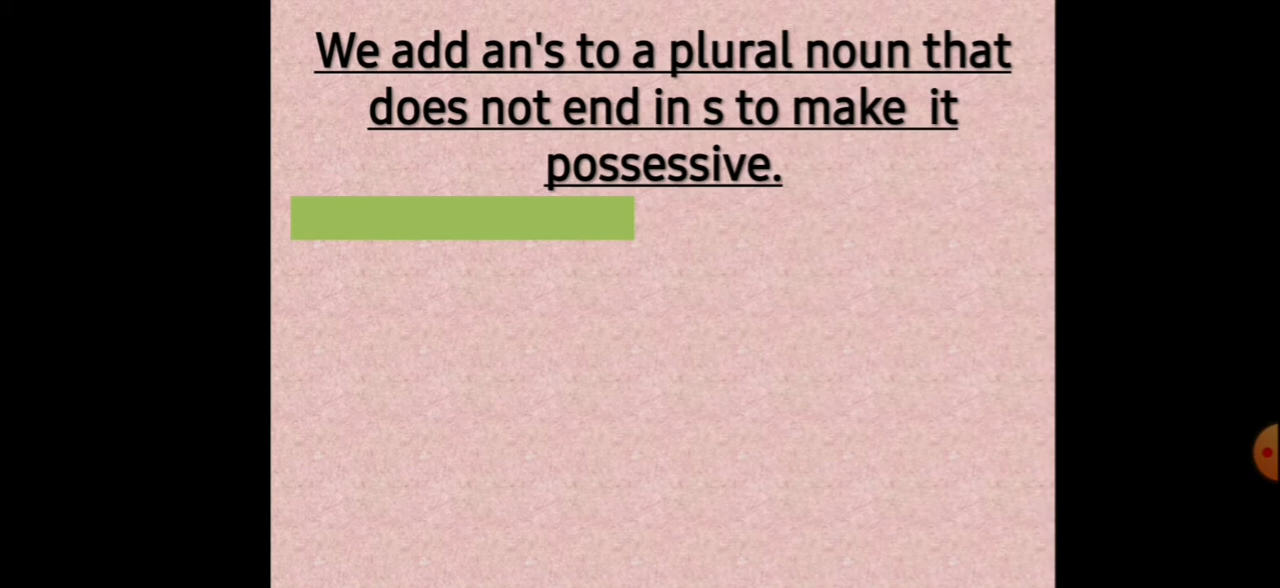 We add an's to a plural noun that
does not end in s to make it
possessive.